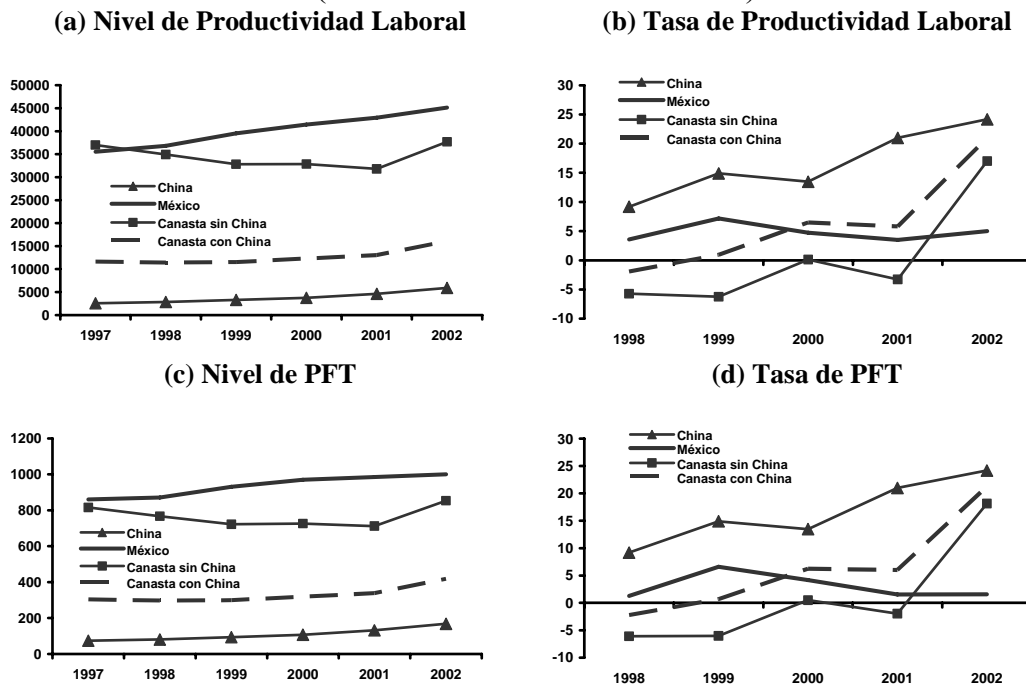 (a) Nivel de Productividad Laboral
50000
45000
40000
35000
30000
25000
20000
15000
10000
5000
0
China
México
Canasta sin China
Canasta con China
1997 1998 1999 2000 2001 2002
(b) Tasa de Productividad Laboral
30
25
20
15
10
5
0
-5
-10
China
México
Canasta sin China
Canasta con China
1998 1999 2000 2001 2002
(c) Nivel de PFT
1200
1000
800
600
400
200
0
China
México
Canasta sin China
Canasta con China
1997 1998 1999 2000 2001 2002
(d) Tasa de PFT
30
25
20
15
10
5
0
-5
-10
China
México
Canasta sin China
Canasta con China
1998 1999 2000 2001 2002